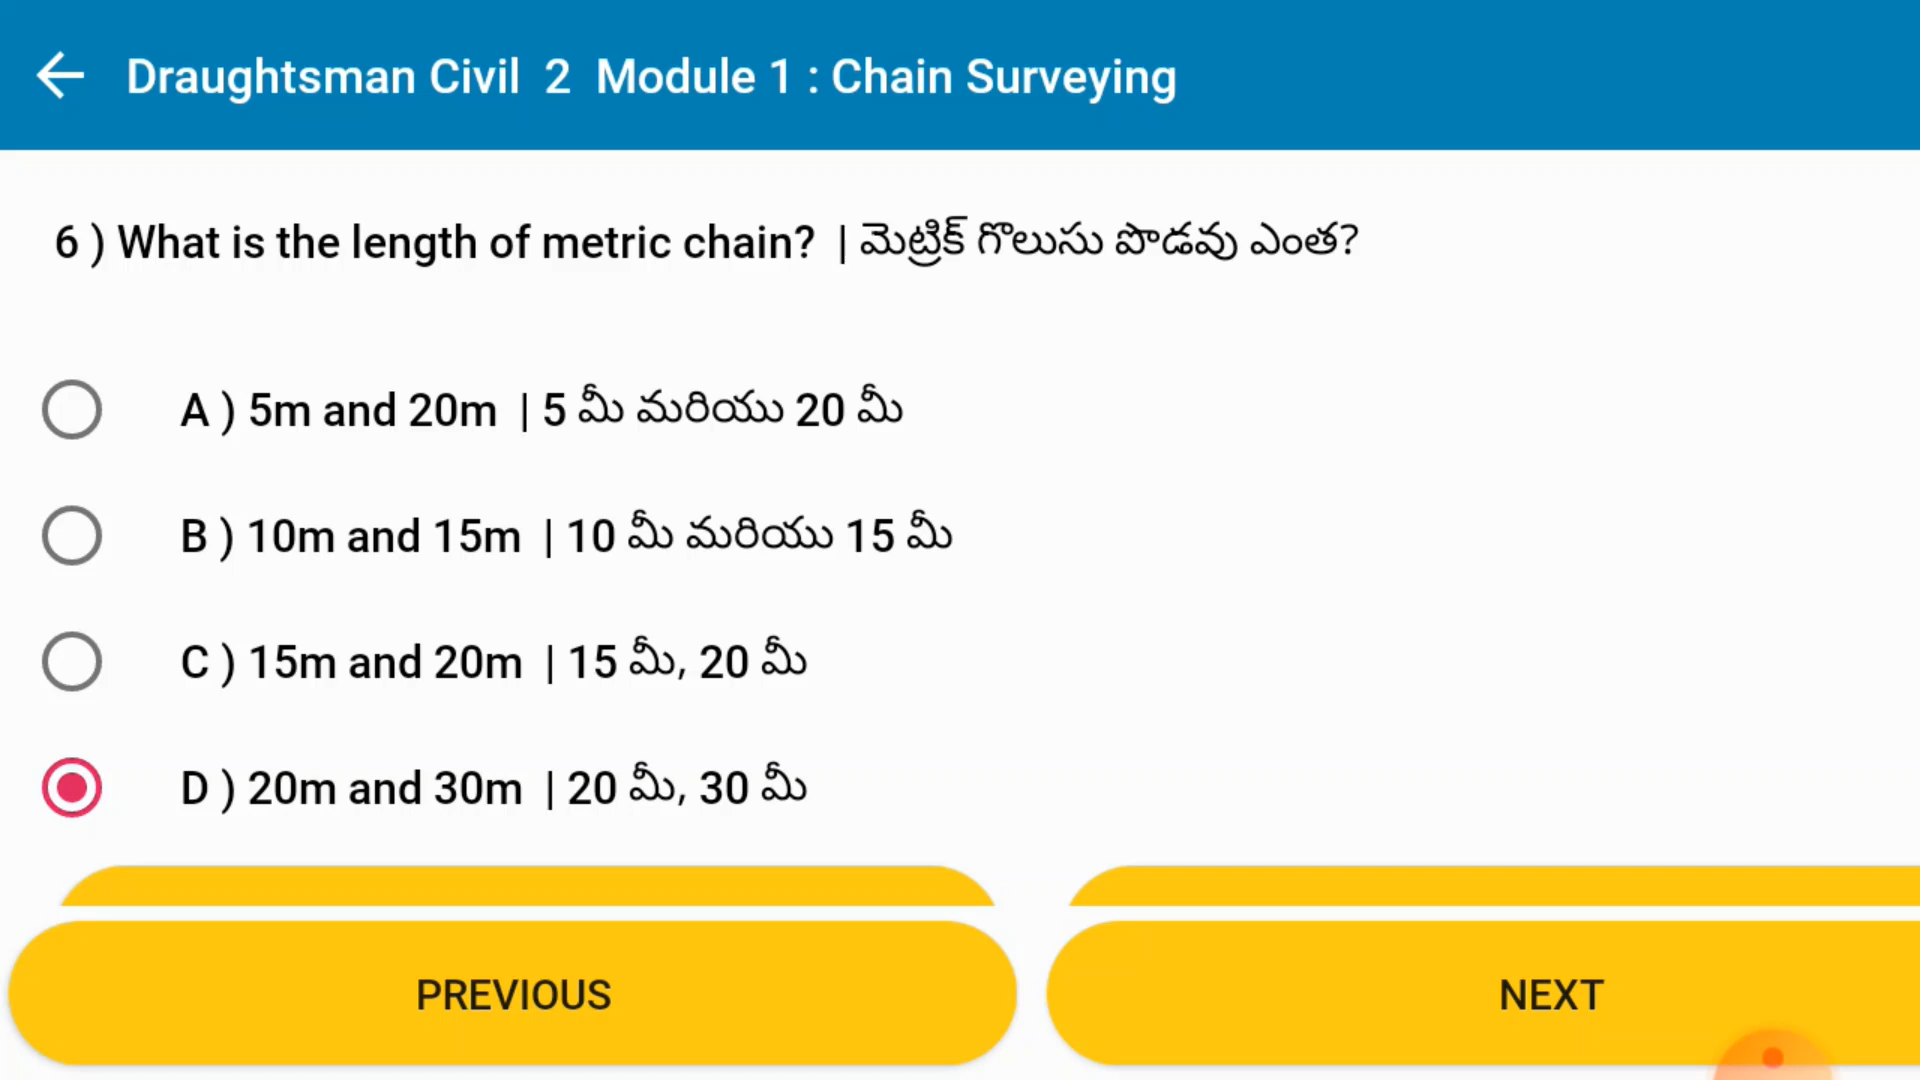 Draughtsman Civil 2 Module 1 : Chain Surveying
6 ) What is the length of metric chain? | మెట్రిక్ గొలుసు పొడవు ఎంత?
A ) 5m and 20m | 5 మీ మరియు 20 మీ
B ) 10m and 15m | 10 మీ మరియు 15 మీ
C ) 15m and 20m | 15 మీ, 20 మీ
D ) 20m and 30m | 20 మీ, 30 మీ
PREVIOUS
NEXT